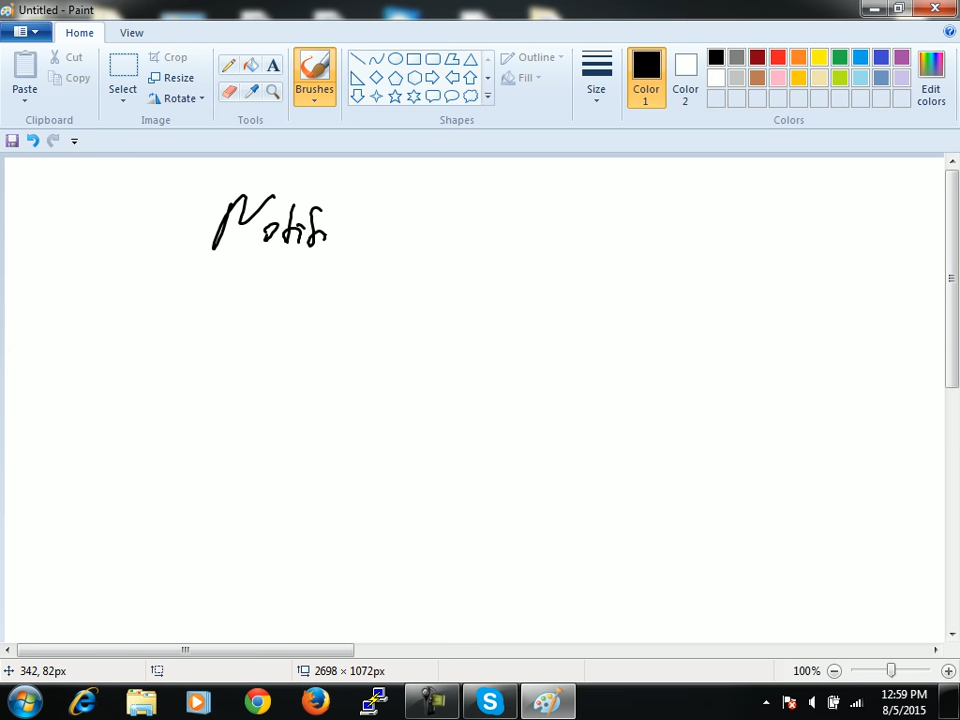 Untitled - Paint
Home
View
Paste
Cut
Copy
Clipboard
Select
Crop
Resize
Rotate
Image
Tools
Brushes
Shapes
Outline
Fill
Size
Color 1
Color 2
Colors
Edit colors
Notifi
342, 82px
2698 × 1072px
100%
12:59 PM
8/5/2015